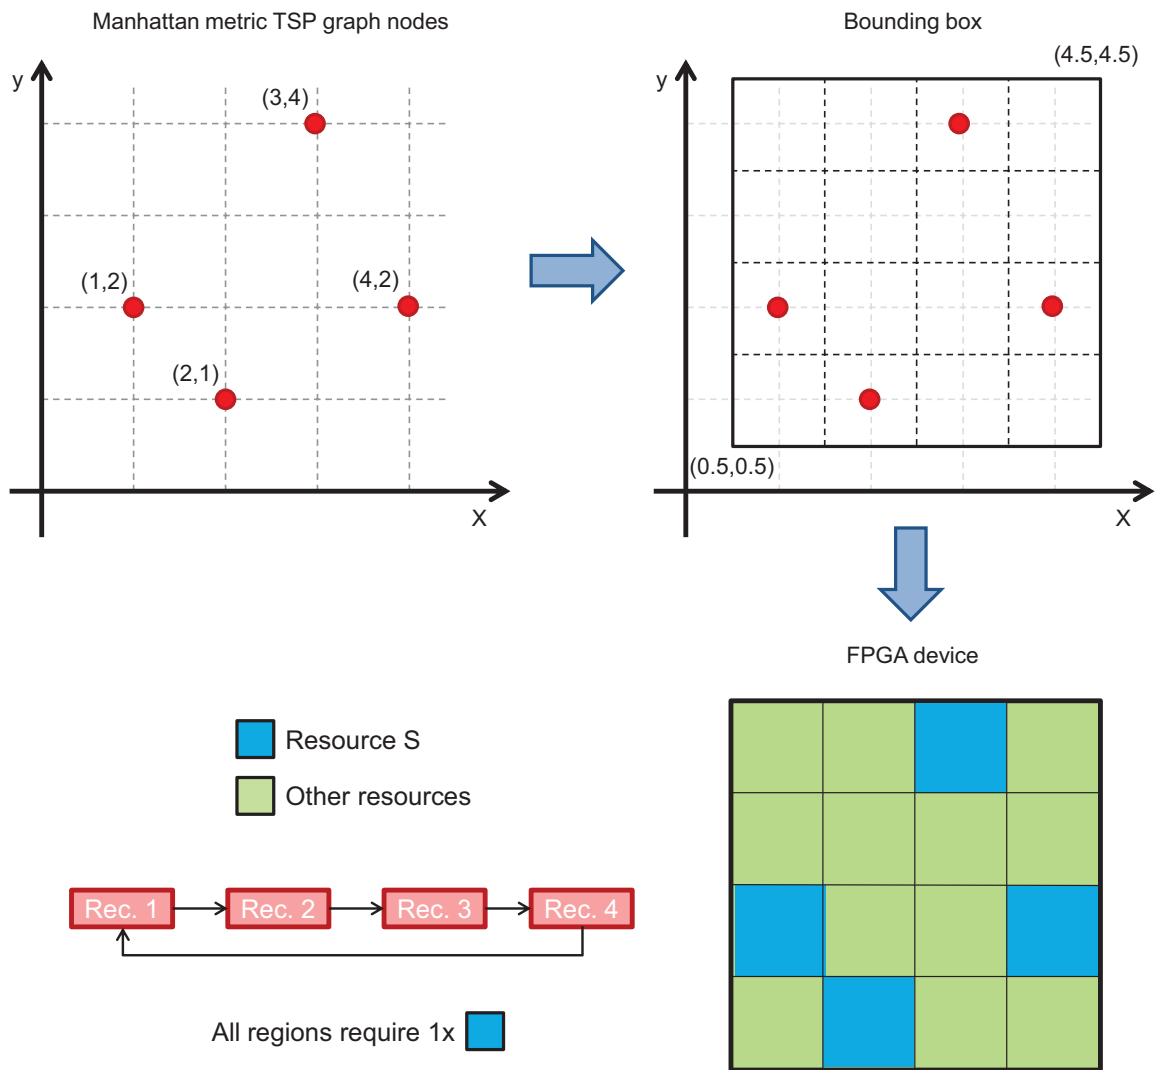 Manhattan metric TSP graph nodes
y
(3,4)
(1,2)
(4,2)
(2,1)
X
Bounding box
(4.5,4.5)
y
(0.5,0.5)
X
FPGA device
Resource S
Other resources
Rec. 1
Rec. 2
Rec. 3
Rec. 4
All regions require 1x